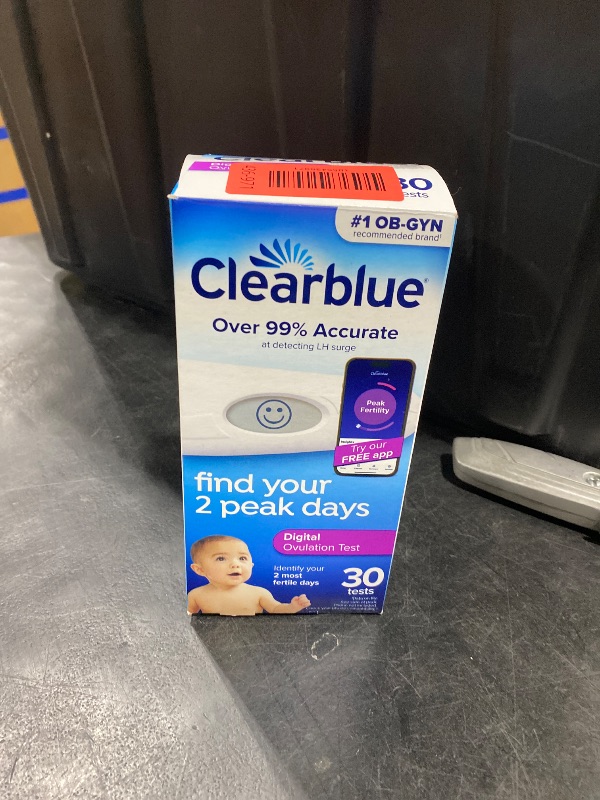 30
#1 OB-GYN
recommended brand
Clearblue
Over 99% Accurate
at detecting LH surge
Clearblue
Peak
Fertility
Try our
FREE app
find your
2 peak days
Digital
Ovulation Test
Identify your
2 most
fertile days
30
tests